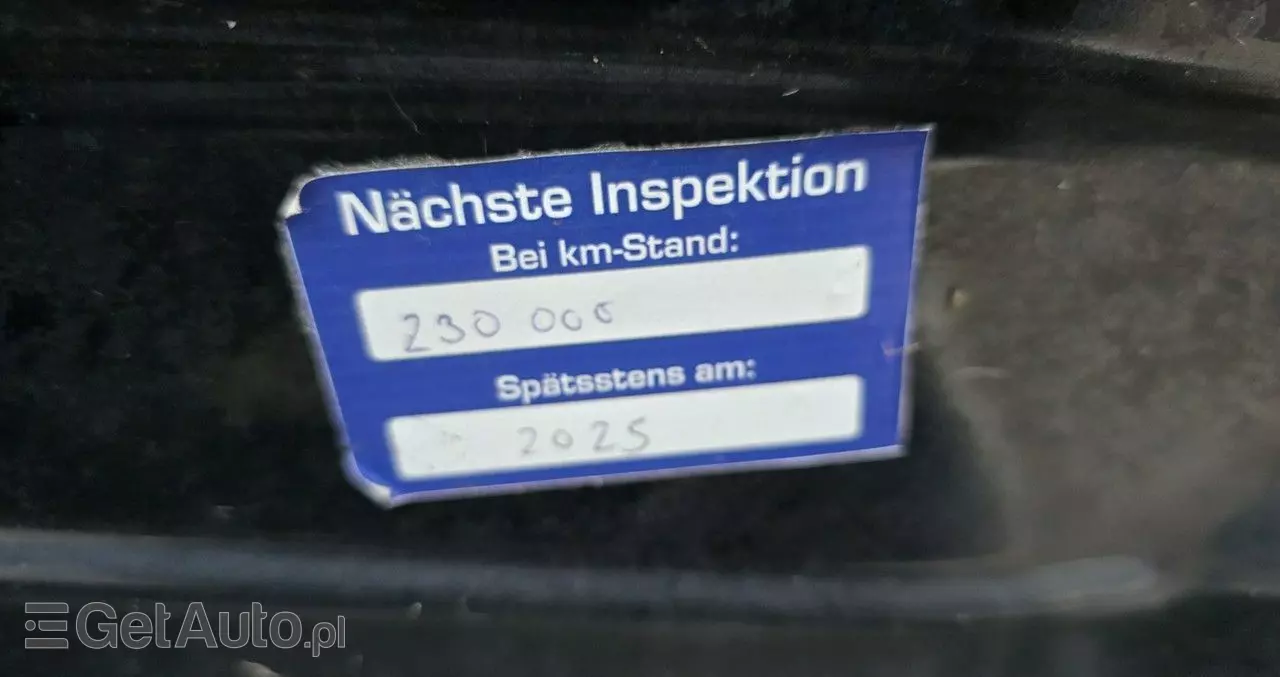 Nächste Inspektion
Bei km-Stand:
230 000
Spätsstens am:
2025
GetAuto.pl